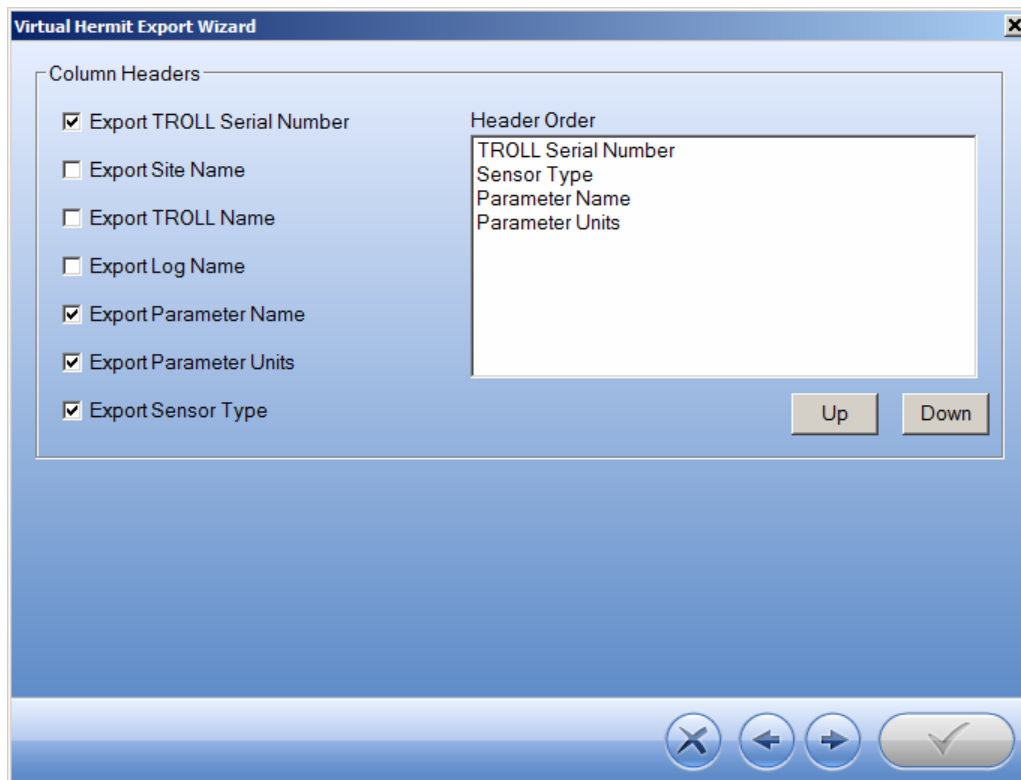 Virtual Hermit Export Wizard
Column Headers
Export TROLL Serial Number
Export Site Name
Export TROLL Name
Export Log Name
Export Parameter Name
Export Parameter Units
Export Sensor Type
Header Order
TROLL Serial Number
Sensor Type
Parameter Name
Parameter Units
Up
Down